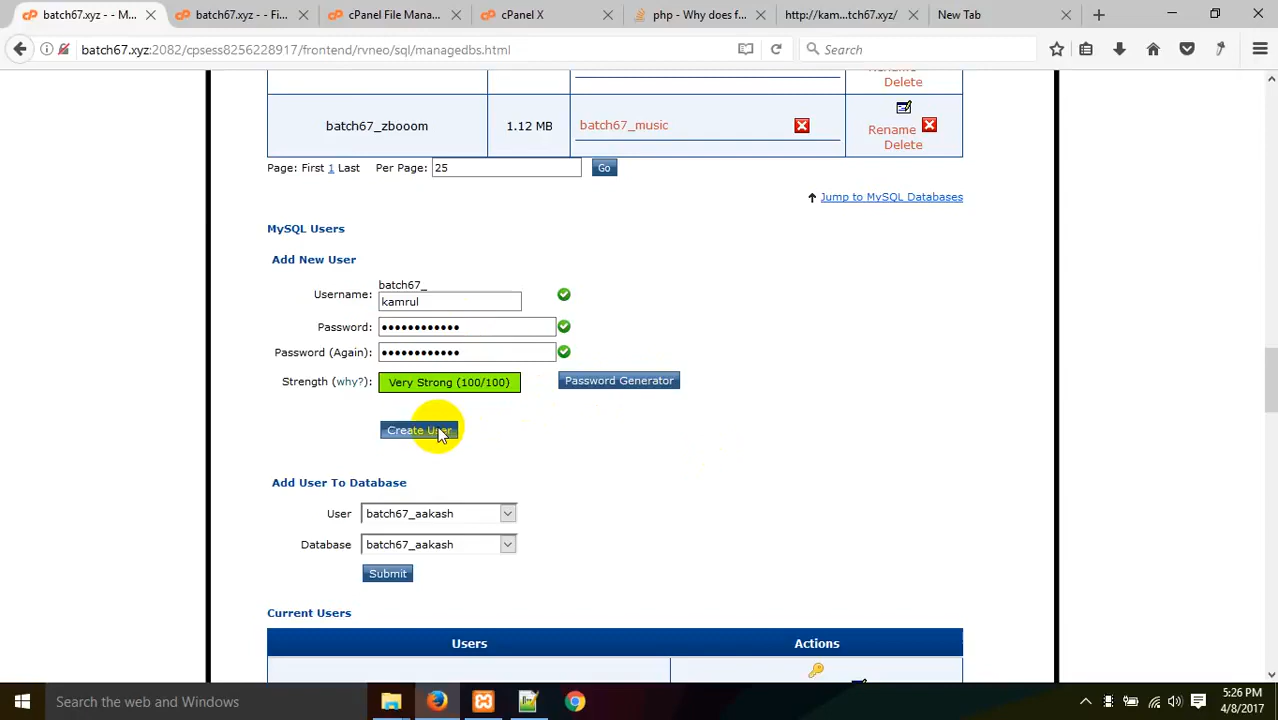 batch67.xyz - M...
batch67.xyz - Fi...
cPanel File Mana...
cPanel X
php - Why does f...
http://kam...tch67.xyz/
New Tab
batch67.xyz:2082/cpsess8256228917/frontend/rvneo/sql/managedbs.html
Search
Delete
batch67_zbooom
1.12 MB
batch67_music
Rename
Delete
Page: First 1 Last
Per Page:
25
Go
Jump to MySQL Databases
MySQL Users
Add New User
batch67_
Username:
kamrul
Password:
••••••••••••
Password (Again):
••••••••••••
Strength (why?):
Very Strong (100/100)
Password Generator
Create User
Add User To Database
User
batch67_aakash
Database
batch67_aakash
Submit
Current Users
Users
Actions
Search the web and Windows
5:26 PM
4/8/2017